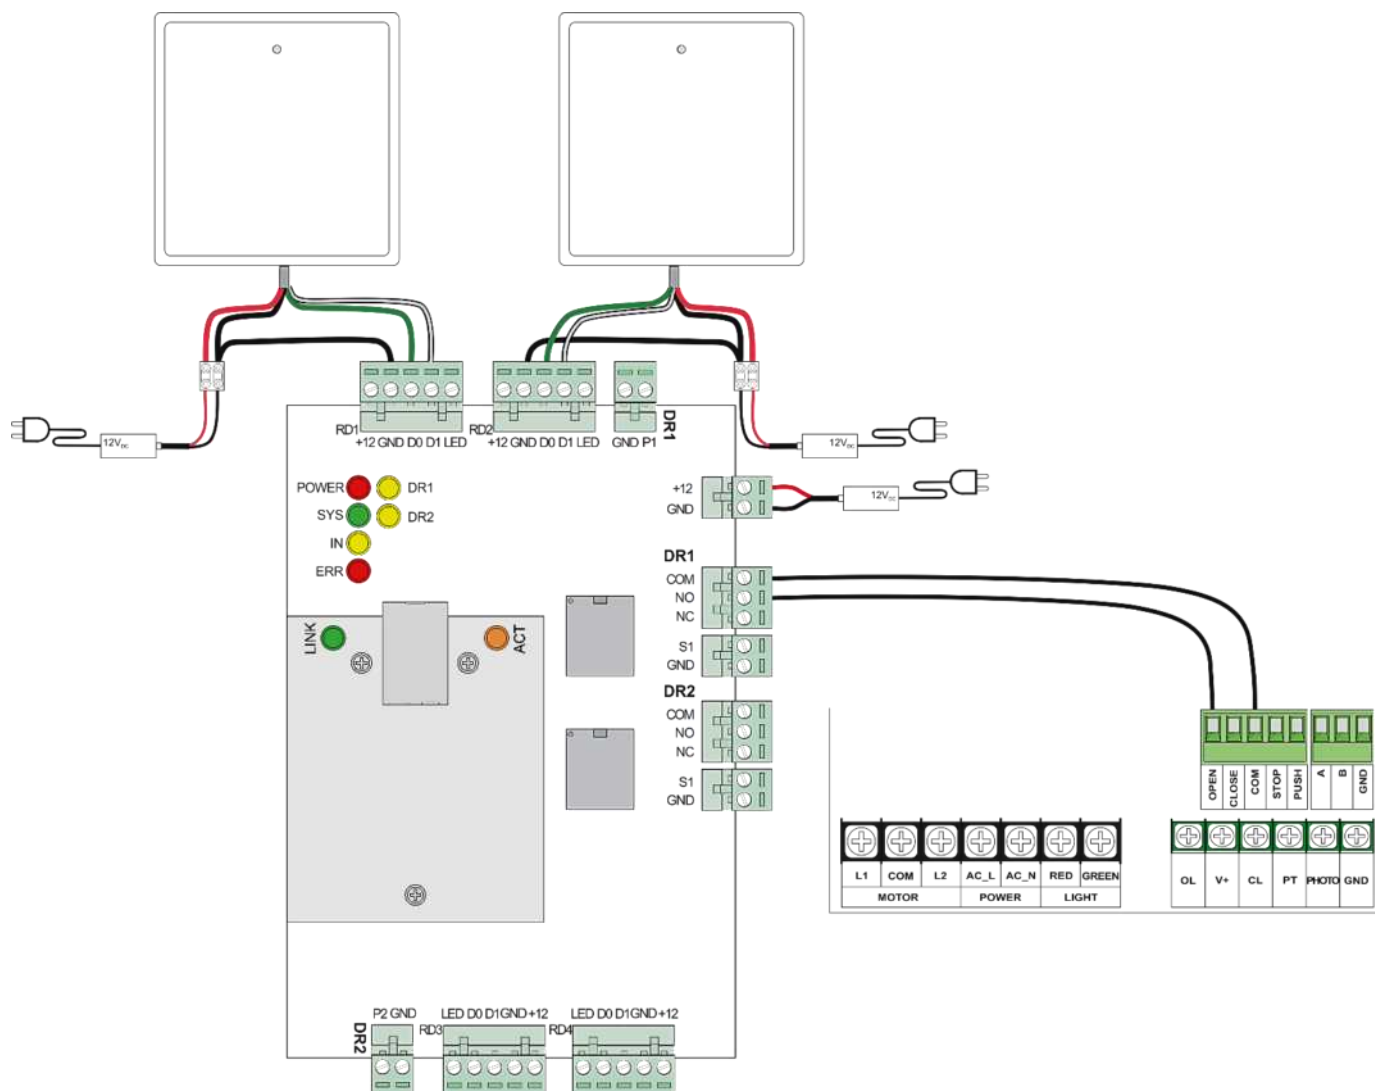 12VDC
RD1
+12 GND D0 D1 LED
RD2
+12 GND D0 D1 LED
GND P1
DR1
12VDC
12VDC
POWER
DR1
SYS
DR2
IN
ERR
+12
GND
DR1
COM
NO
NC
S1
GND
DR2
COM
NO
NC
S1
GND
LINK
ACT
OPEN
CLOSE
COM
STOP
PUSH
A
B
GND
L1 COM L2 AC_L AC_N RED GREEN
MOTOR POWER LIGHT
OL V+ CL PT PHOTO GND
DR2
P2 GND
RD3
LED D0 D1 GND +12
RD4
LED D0 D1 GND +12